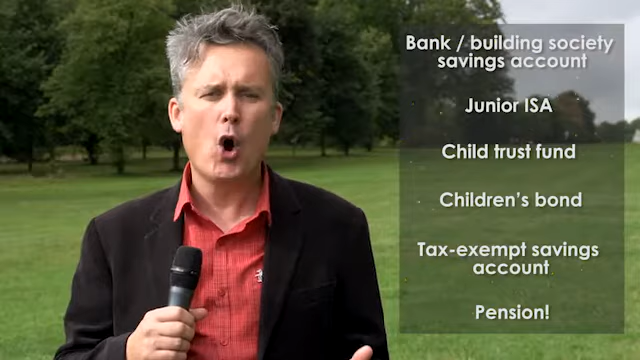 Bank / building society
savings account
Junior ISA
Child trust fund
Children's bond
Tax-exempt savings
account
Pension!